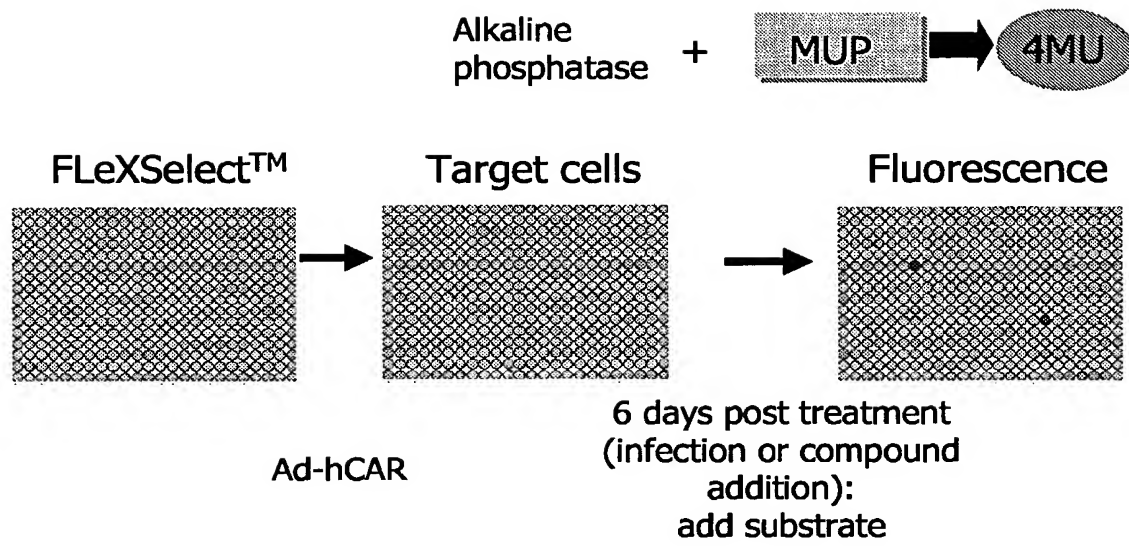 Alkaline
phosphatase
+
MUP
4MU
FLeXSelect™
Target cells
Fluorescence
Ad-hCAR
6 days post treatment
(infection or compound
addition):
add substrate